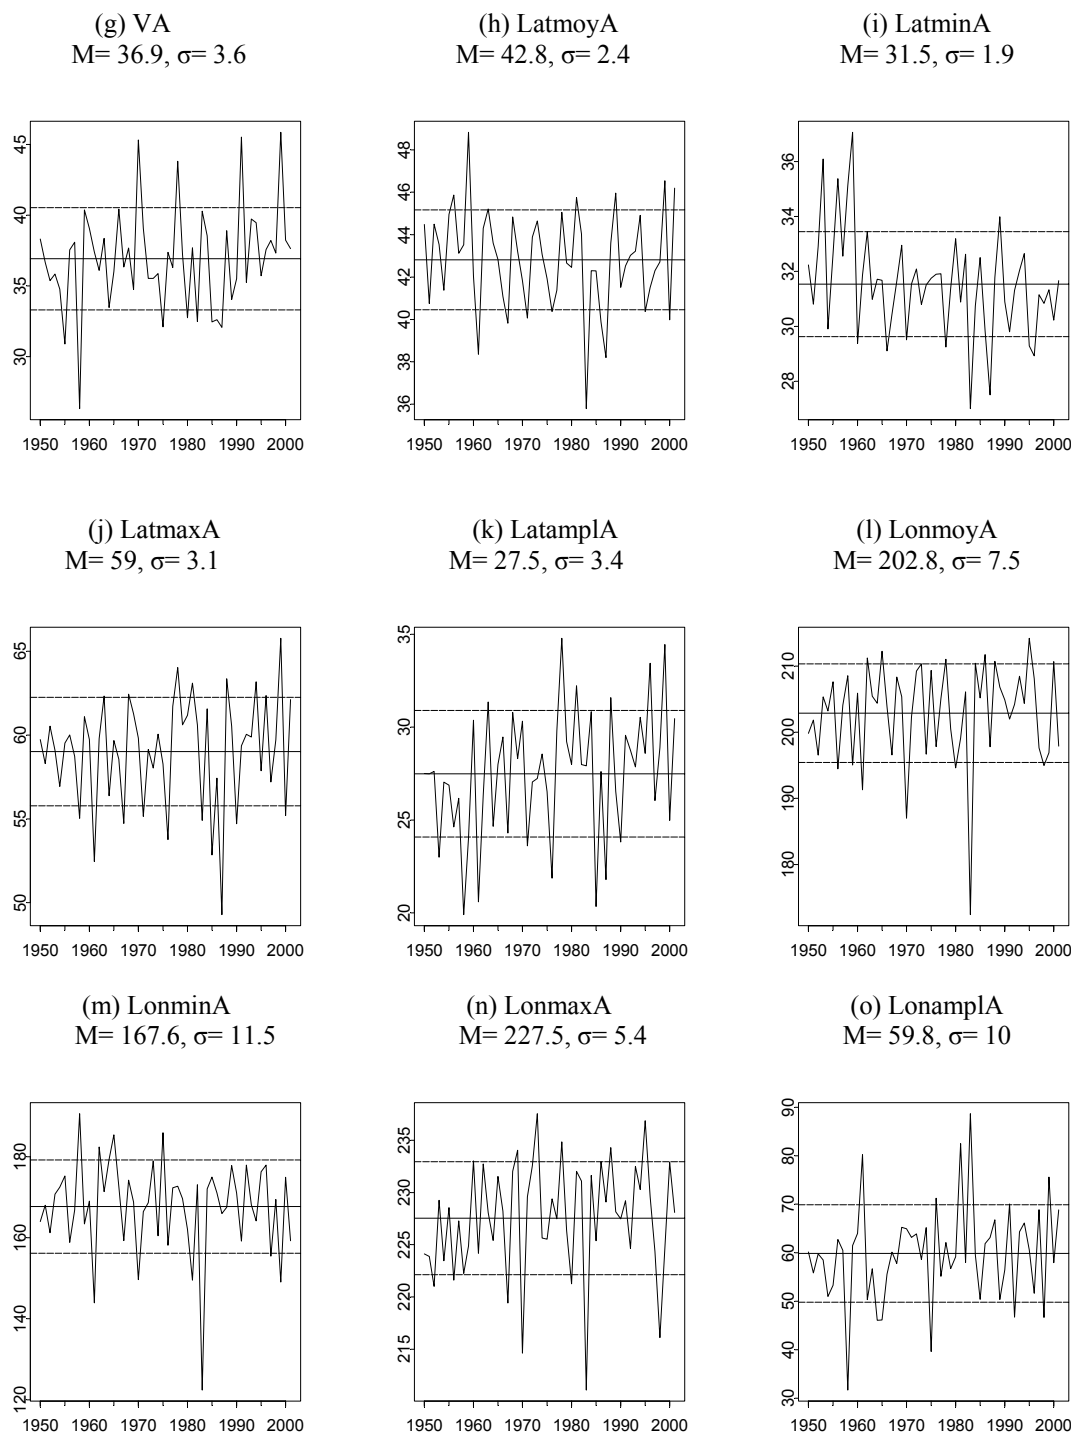 (g) VA
M= 36.9, σ= 3.6
(h) LatmoyA
M= 42.8, σ= 2.4
(i) LatminA
M= 31.5, σ= 1.9
45
40
35
30
1950 1960 1970 1980 1990 2000
48
46
44
42
40
38
36
1950 1960 1970 1980 1990 2000
36
34
32
30
28
1950 1960 1970 1980 1990 2000
(j) LatmaxA
M= 59, σ= 3.1
(k) LatamplA
M= 27.5, σ= 3.4
(l) LonmoyA
M= 202.8, σ= 7.5
65
60
55
50
1950 1960 1970 1980 1990 2000
35
30
25
20
1950 1960 1970 1980 1990 2000
210
200
190
180
1950 1960 1970 1980 1990 2000
(m) LonminA
M= 167.6, σ= 11.5
(n) LonmaxA
M= 227.5, σ= 5.4
(o) LonamplA
M= 59.8, σ= 10
180
160
140
120
1950 1960 1970 1980 1990 2000
235
230
225
220
215
1950 1960 1970 1980 1990 2000
90
80
70
60
50
40
30
1950 1960 1970 1980 1990 2000